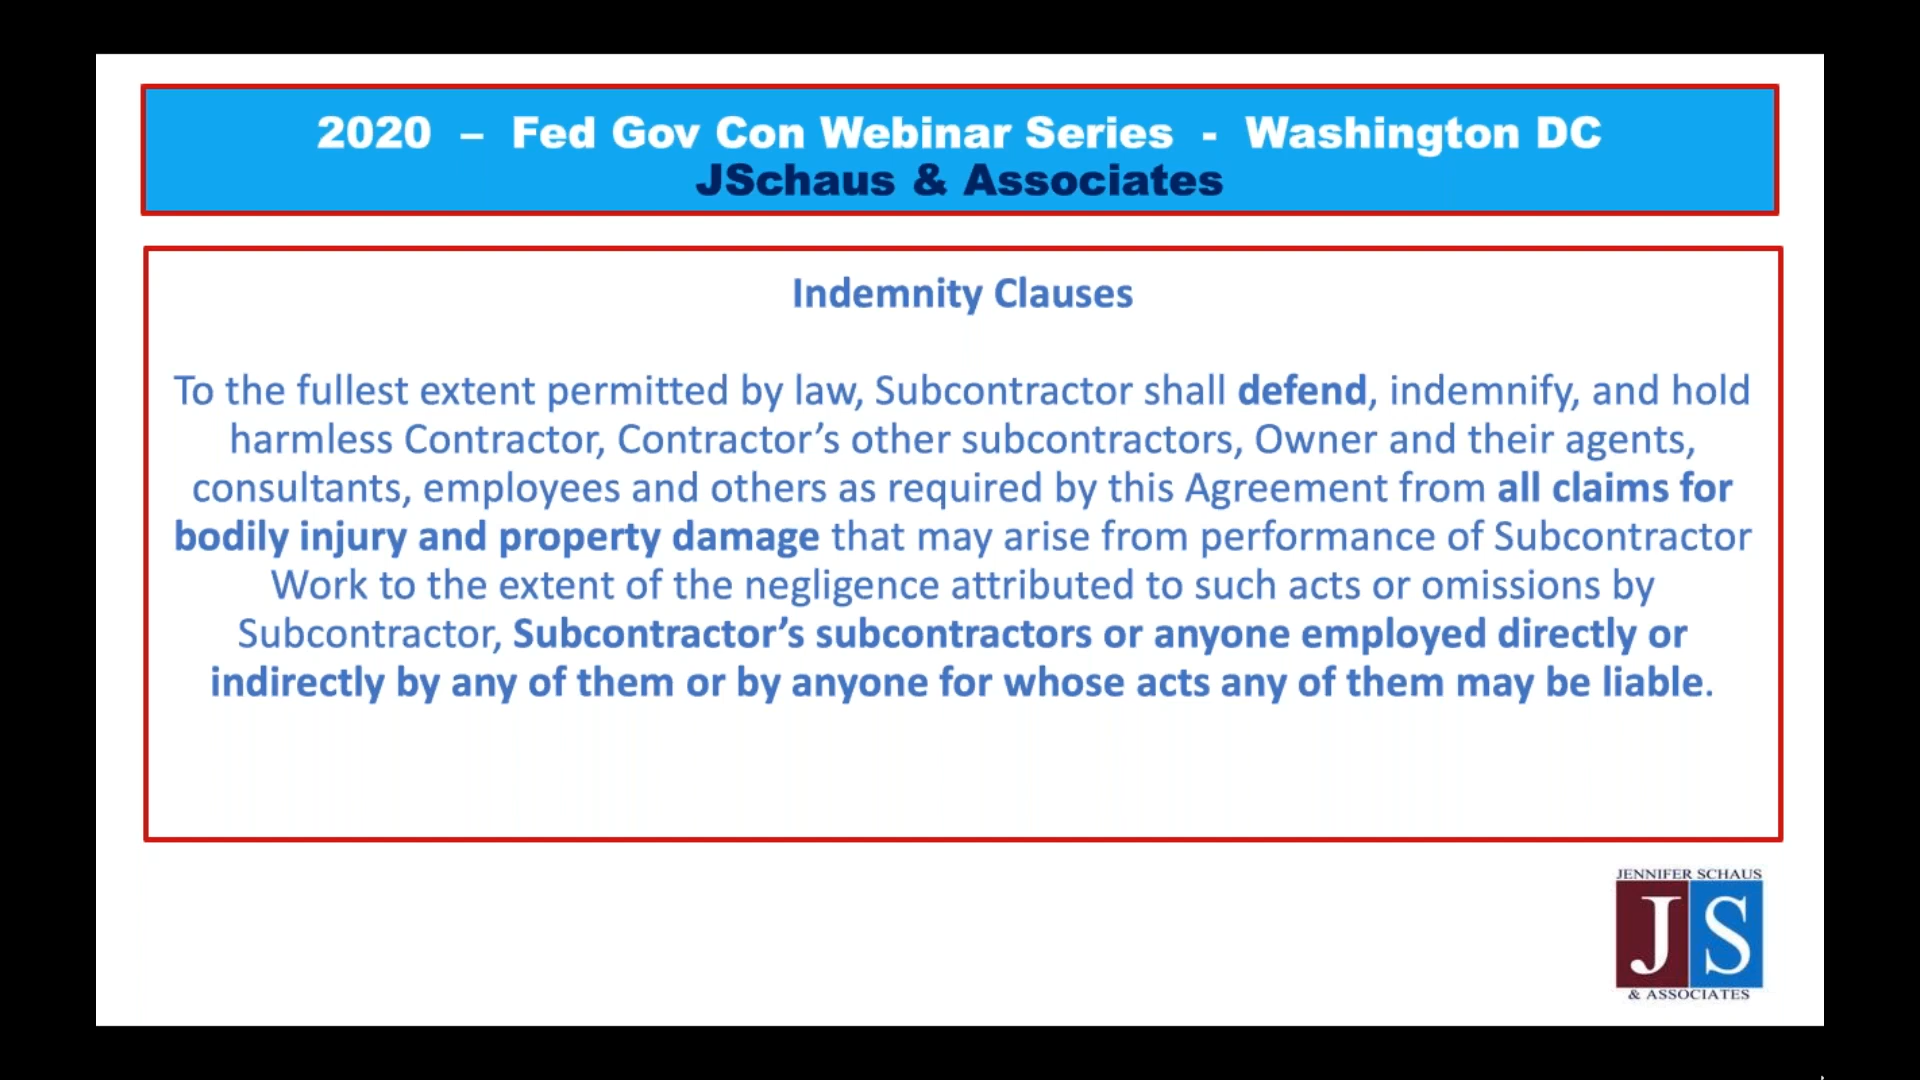 2020 – Fed Gov Con Webinar Series - Washington DC
JSchaus & Associates
Indemnity Clauses
To the fullest extent permitted by law, Subcontractor shall defend, indemnify, and hold
harmless Contractor, Contractor’s other subcontractors, Owner and their agents,
consultants, employees and others as required by this Agreement from all claims for
bodily injury and property damage that may arise from performance of Subcontractor
Work to the extent of the negligence attributed to such acts or omissions by
Subcontractor, Subcontractor’s subcontractors or anyone employed directly or
indirectly by any of them or by anyone for whose acts any of them may be liable.
JENNIFER SCHAUS
JS
& ASSOCIATES